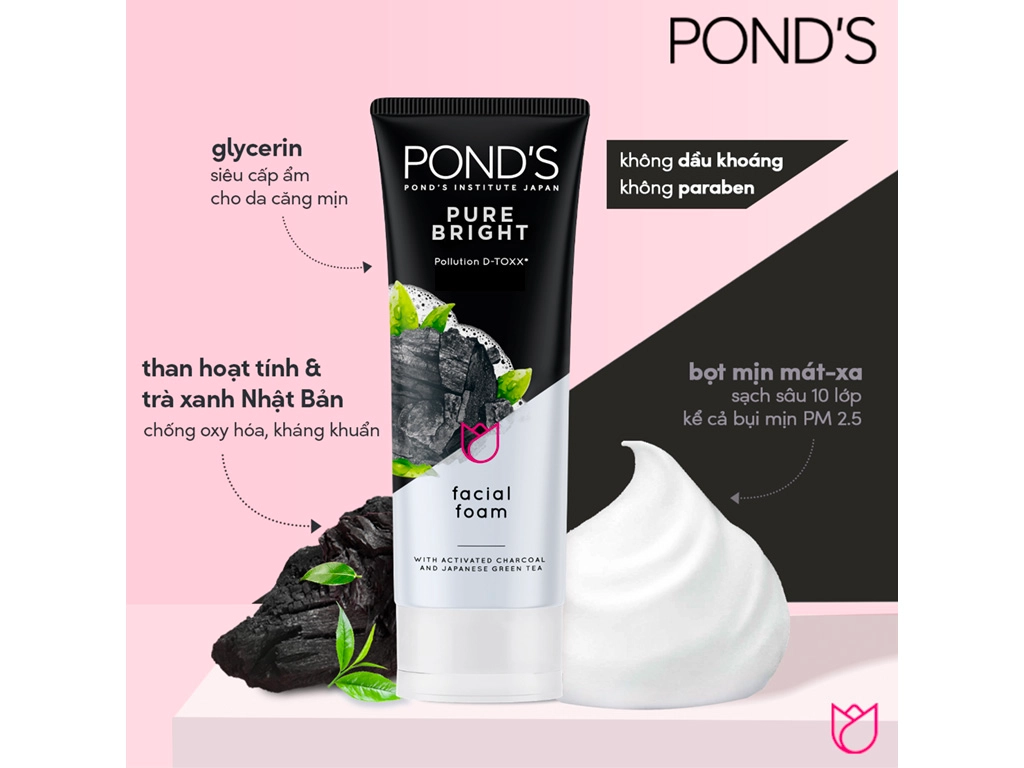 POND'S
glycerin
siêu cấp ẩm
cho da căng mịn
không dầu khoáng
không paraben
POND'S
POND'S INSTITUTE JAPAN
PURE
BRIGHT
Pollution D-TOXX*
than hoạt tính &
trà xanh Nhật Bản
chống oxy hóa, kháng khuẩn
bọt mịn mát-xa
sạch sâu 10 lớp
kể cả bụi mịn PM 2.5
facial
foam
WITH ACTIVATED CHARCOAL
AND JAPANESE GREEN TEA